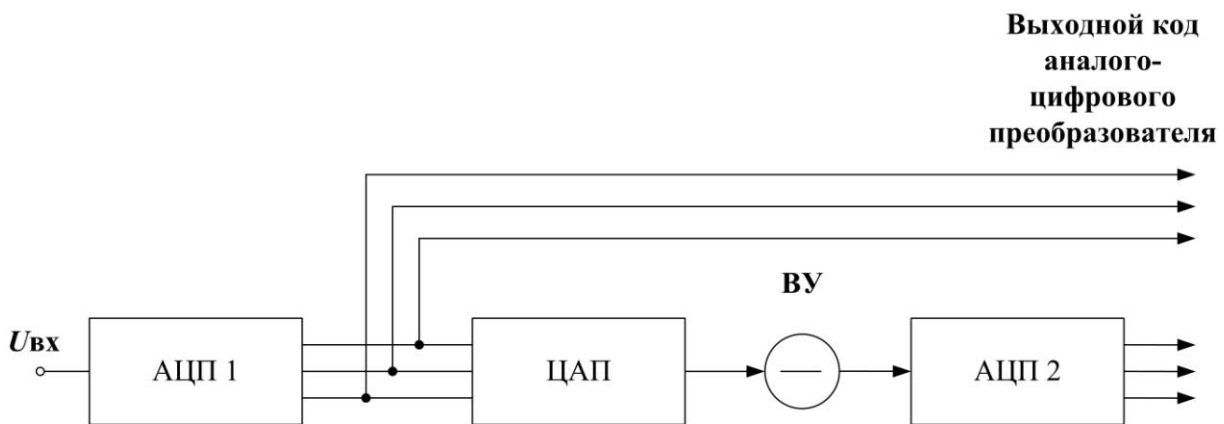 Выходной код
аналого-
цифрового
преобразователя
ВУ
Uвх
АЦП 1
ЦАП
АЦП 2